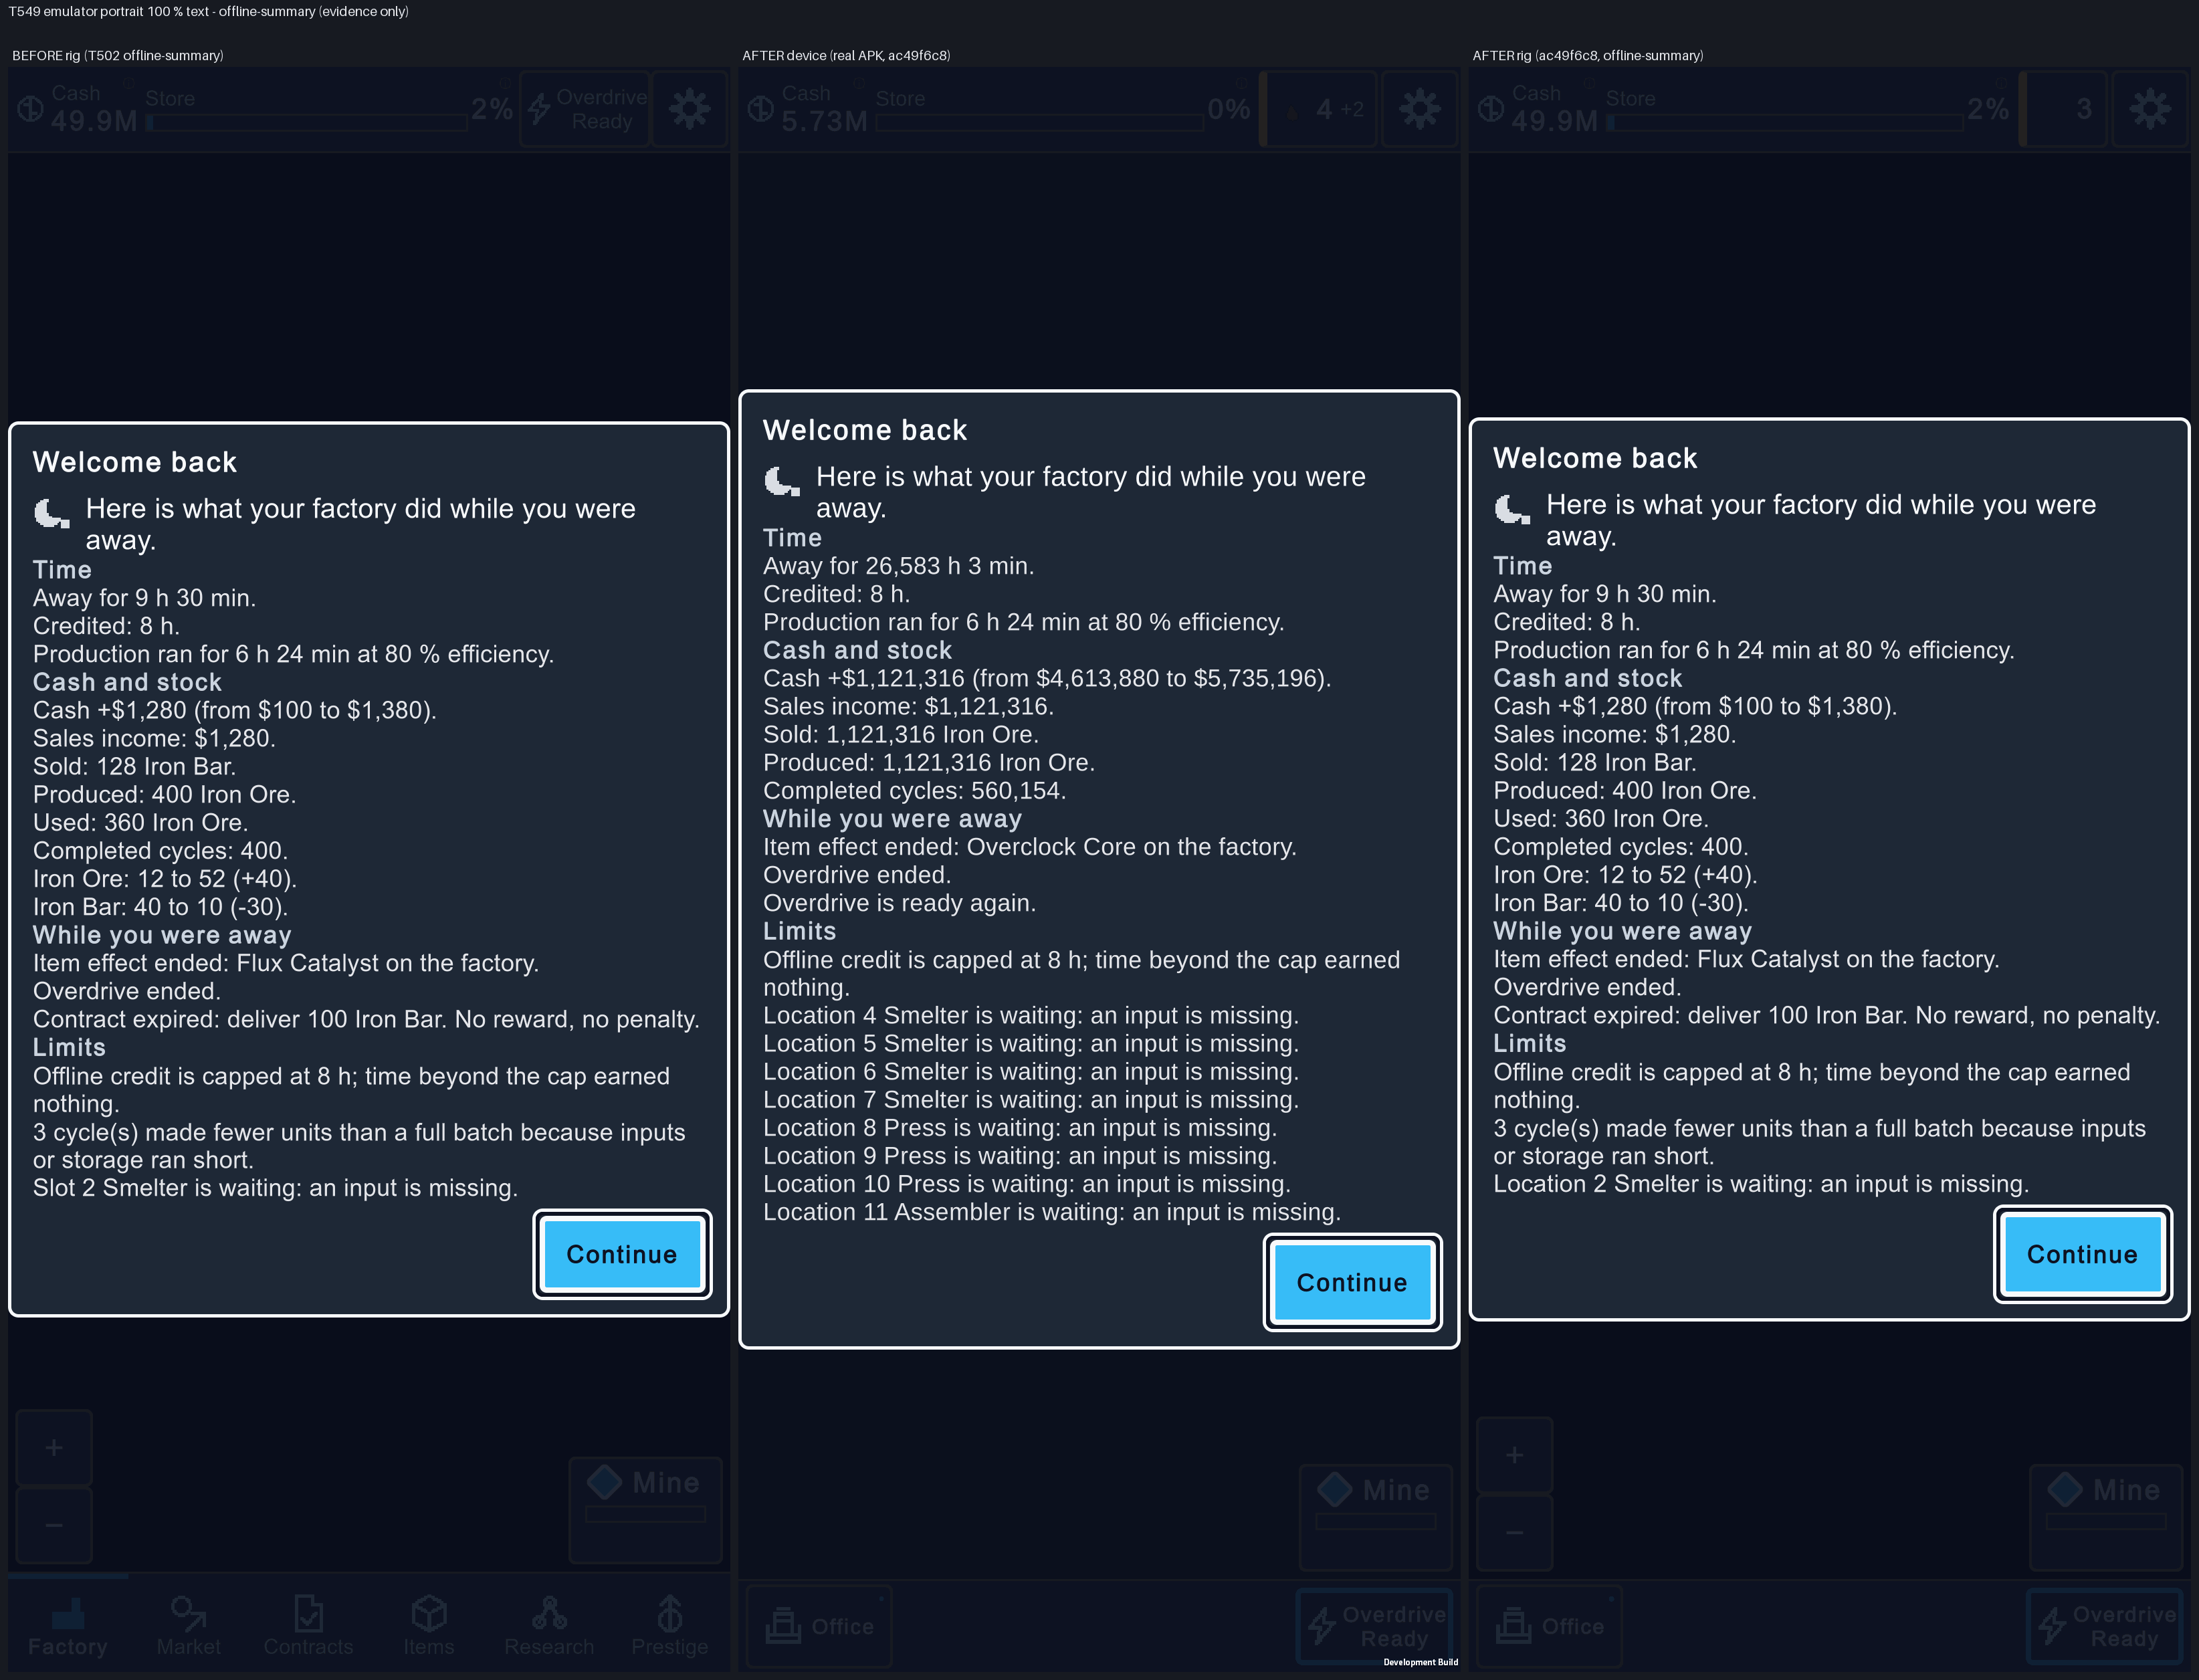 T549 emulator portrait 100 % text - offline-summary (evidence only)
BEFORE rig (T502 offline-summary)
Cash
49.9M
Store
2%
Overdrive
Ready
Welcome back
Here is what your factory did while you were
away.
Time
Away for 9 h 30 min.
Credited: 8 h.
Production ran for 6 h 24 min at 80 % efficiency.
Cash and stock
Cash +$1,280 (from $100 to $1,380).
Sales income: $1,280.
Sold: 128 Iron Bar.
Produced: 400 Iron Ore.
Used: 360 Iron Ore.
Completed cycles: 400.
Iron Ore: 12 to 52 (+40).
Iron Bar: 40 to 10 (-30).
While you were away
Item effect ended: Flux Catalyst on the factory.
Overdrive ended.
Contract expired: deliver 100 Iron Bar. No reward, no penalty.
Limits
Offline credit is capped at 8 h; time beyond the cap earned
nothing.
3 cycle(s) made fewer units than a full batch because inputs
or storage ran short.
Slot 2 Smelter is waiting: an input is missing.
Continue
+
−
Mine
Factory
Market
Contracts
Items
Research
Prestige
AFTER device (real APK, ac49f6c8)
Cash
5.73M
Store
0%
4 +2
Welcome back
Here is what your factory did while you were
away.
Time
Away for 26,583 h 3 min.
Credited: 8 h.
Production ran for 6 h 24 min at 80 % efficiency.
Cash and stock
Cash +$1,121,316 (from $4,613,880 to $5,735,196).
Sales income: $1,121,316.
Sold: 1,121,316 Iron Ore.
Produced: 1,121,316 Iron Ore.
Completed cycles: 560,154.
While you were away
Item effect ended: Overclock Core on the factory.
Overdrive ended.
Overdrive is ready again.
Limits
Offline credit is capped at 8 h; time beyond the cap earned
nothing.
Location 4 Smelter is waiting: an input is missing.
Location 5 Smelter is waiting: an input is missing.
Location 6 Smelter is waiting: an input is missing.
Location 7 Smelter is waiting: an input is missing.
Location 8 Press is waiting: an input is missing.
Location 9 Press is waiting: an input is missing.
Location 10 Press is waiting: an input is missing.
Location 11 Assembler is waiting: an input is missing.
Continue
Mine
Office
Overdrive
Ready
Development Build
AFTER rig (ac49f6c8, offline-summary)
Cash
49.9M
Store
2%
3
Welcome back
Here is what your factory did while you were
away.
Time
Away for 9 h 30 min.
Credited: 8 h.
Production ran for 6 h 24 min at 80 % efficiency.
Cash and stock
Cash +$1,280 (from $100 to $1,380).
Sales income: $1,280.
Sold: 128 Iron Bar.
Produced: 400 Iron Ore.
Used: 360 Iron Ore.
Completed cycles: 400.
Iron Ore: 12 to 52 (+40).
Iron Bar: 40 to 10 (-30).
While you were away
Item effect ended: Flux Catalyst on the factory.
Overdrive ended.
Contract expired: deliver 100 Iron Bar. No reward, no penalty.
Limits
Offline credit is capped at 8 h; time beyond the cap earned
nothing.
3 cycle(s) made fewer units than a full batch because inputs
or storage ran short.
Location 2 Smelter is waiting: an input is missing.
Continue
+
−
Mine
Office
Overdrive
Ready